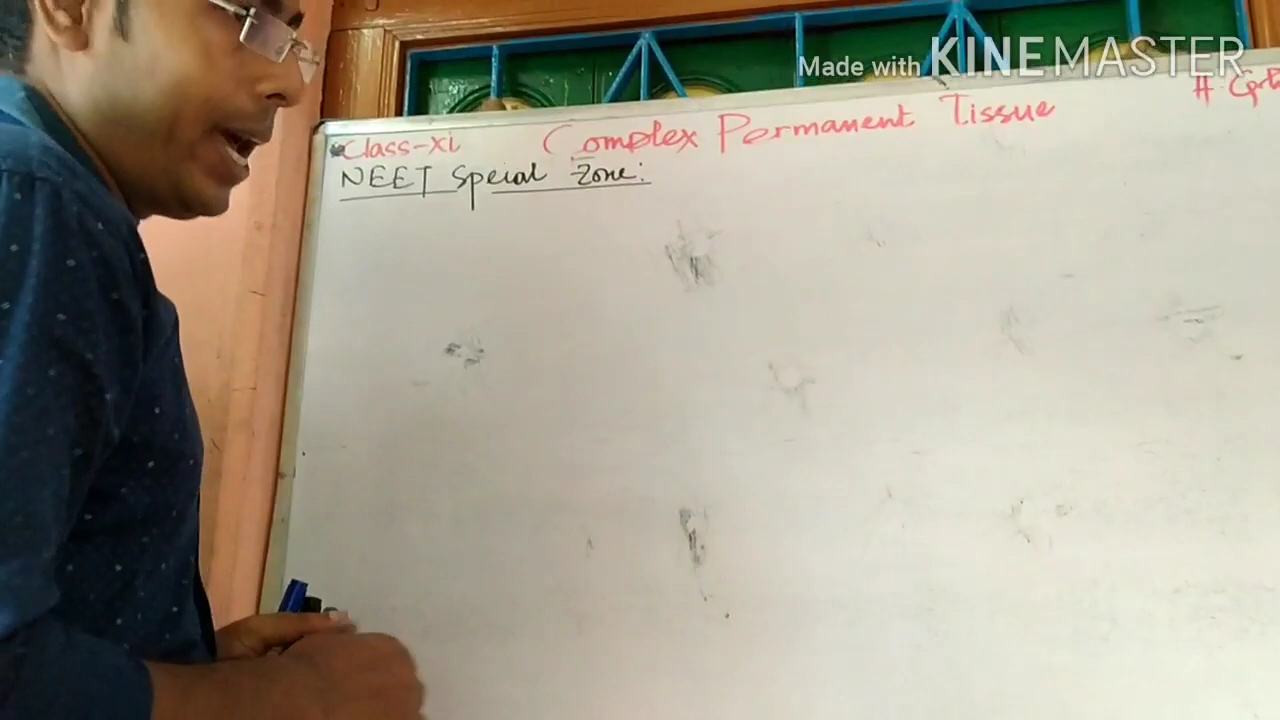 Made with KINEMASTER
Class-XI Complex Permanent Tissue
NEET Speial Zone: